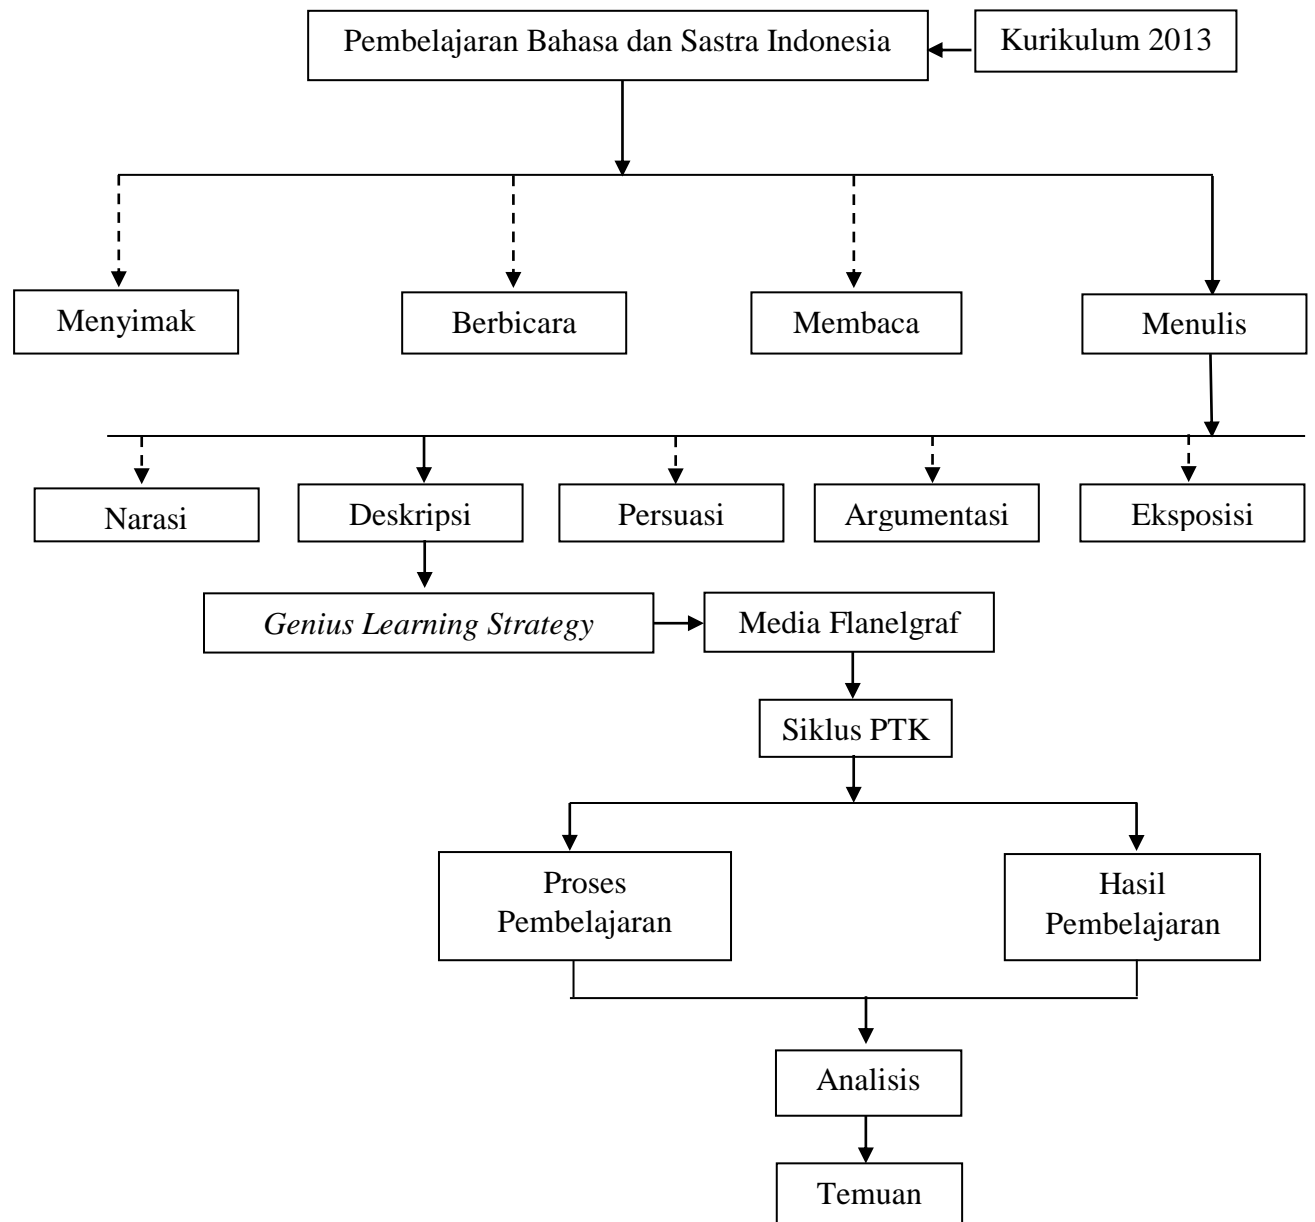 Pembelajaran Bahasa dan Sastra Indonesia
Kurikulum 2013
Menyimak
Berbicara
Membaca
Menulis
Narasi
Deskripsi
Persuasi
Argumentasi
Eksposisi
Genius Learning Strategy
Media Flanelgraf
Siklus PTK
Proses
Pembelajaran
Hasil
Pembelajaran
Analisis
Temuan